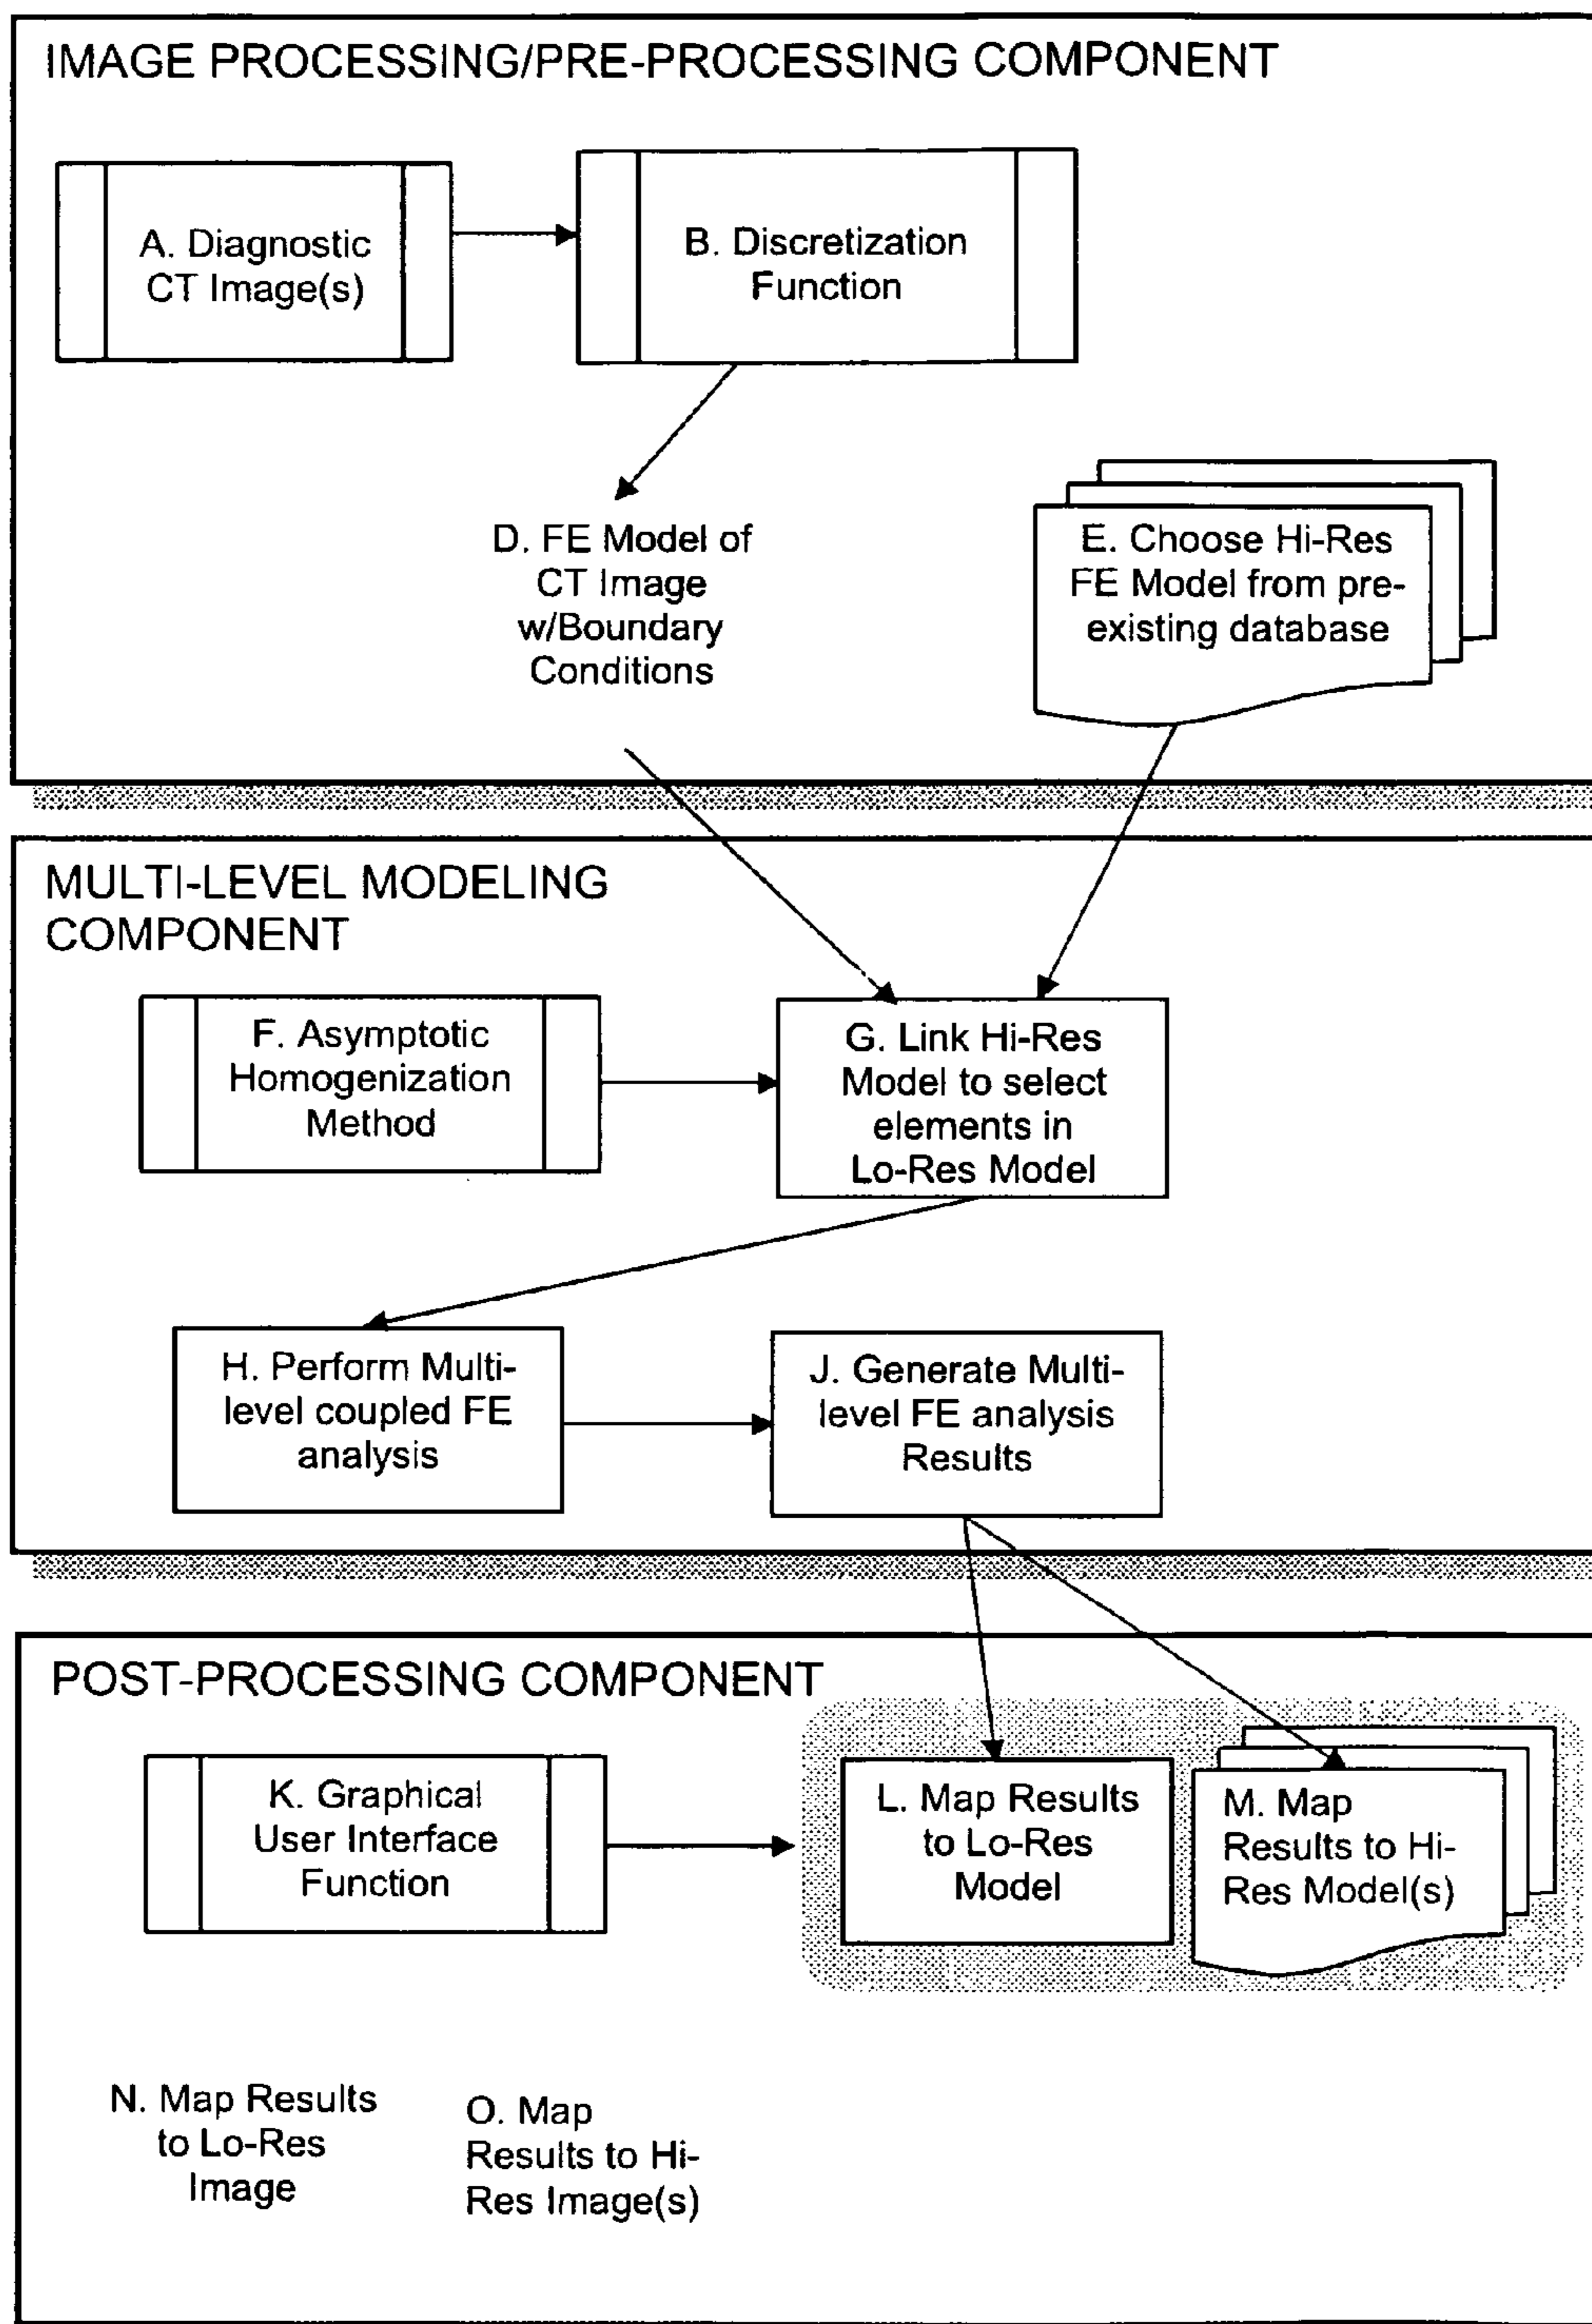 IMAGE PROCESSING/PRE-PROCESSING COMPONENT
A. Diagnostic
CT Image(s)
B. Discretization
Function
D. FE Model of
CT Image
w/Boundary
Conditions
E. Choose Hi-Res
FE Model from pre-
existing database
MULTI-LEVEL MODELING
COMPONENT
F. Asymptotic
Homogenization
Method
G. Link Hi-Res
Model to select
elements in
Lo-Res Model
H. Perform Multi-
level coupled FE
analysis
J. Generate Multi-
level FE analysis
Results
POST-PROCESSING COMPONENT
K. Graphical
User Interface
Function
L. Map Results
to Lo-Res
Model
M. Map
Results to Hi-
Res Model(s)
N. Map Results
to Lo-Res
Image
O. Map
Results to Hi-
Res Image(s)